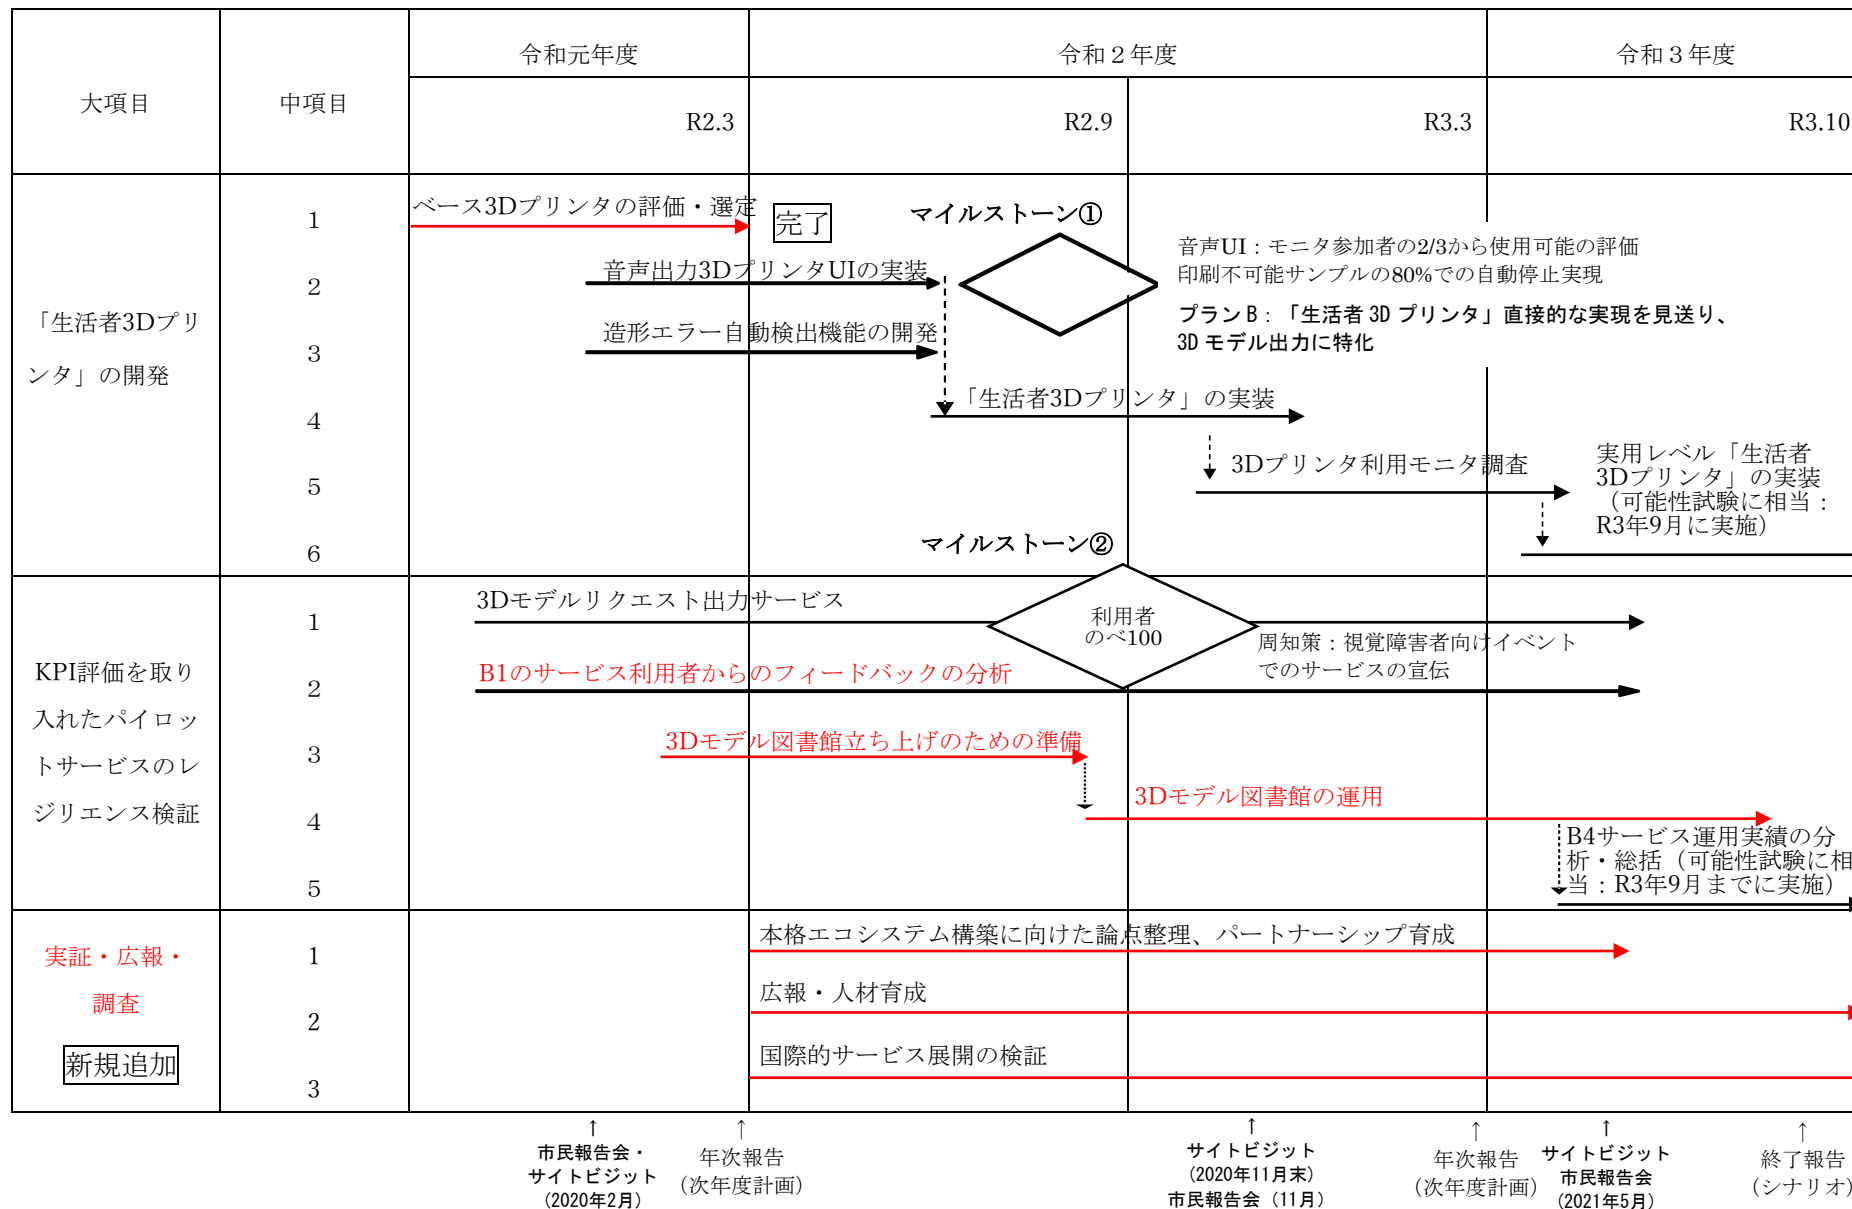 大項目
中項目
令和元年度
令和２年度
令和３年度
R2.3
R2.9
R3.3
R3.10
「生活者3Dプリ
ンタ」の開発
1
2
3
4
5
6
ベース3Dプリンタの評価・選定
完了
マイルストーン①
音声出力3DプリンタUIの実装
音声UI：モニタ参加者の2/3から使用可能の評価
印刷不可能サンプルの80%での自動停止実現
プランB：「生活者3Dプリンタ」直接的な実現を見送り、
3Dモデル出力に特化
造形エラー自動検出機能の開発
「生活者3Dプリンタ」の実装
3Dプリンタ利用モニタ調査
実用レベル「生活者
3Dプリンタ」の実装
（可能性試験に相当：
R3年9月に実施）
マイルストーン②
KPI評価を取り
入れたパイロッ
トサービスのレ
ジリエンス検証
1
2
3
4
5
3Dモデルリクエスト出力サービス
利用者
のべ100
周知策：視覚障害者向けイベント
でのサービスの宣伝
B1のサービス利用者からのフィードバックの分析
3Dモデル図書館立ち上げのための準備
3Dモデル図書館の運用
B4サービス運用実績の分
析・総括（可能性試験に相
当：R3年9月までに実施）
実証・広報・
調査
新規追加
1
2
3
本格エコシステム構築に向けた論点整理、パートナーシップ育成
広報・人材育成
国際的サービス展開の検証
↑
市民報告会・
サイトビジット
（2020年2月）
↑
年次報告
（次年度計画）
↑
サイトビジット
（2020年11月末）
市民報告会（11月）
↑
年次報告
（次年度計画）
↑
サイトビジット
市民報告会
（2021年5月）
↑
終了報告
（シナリオ）